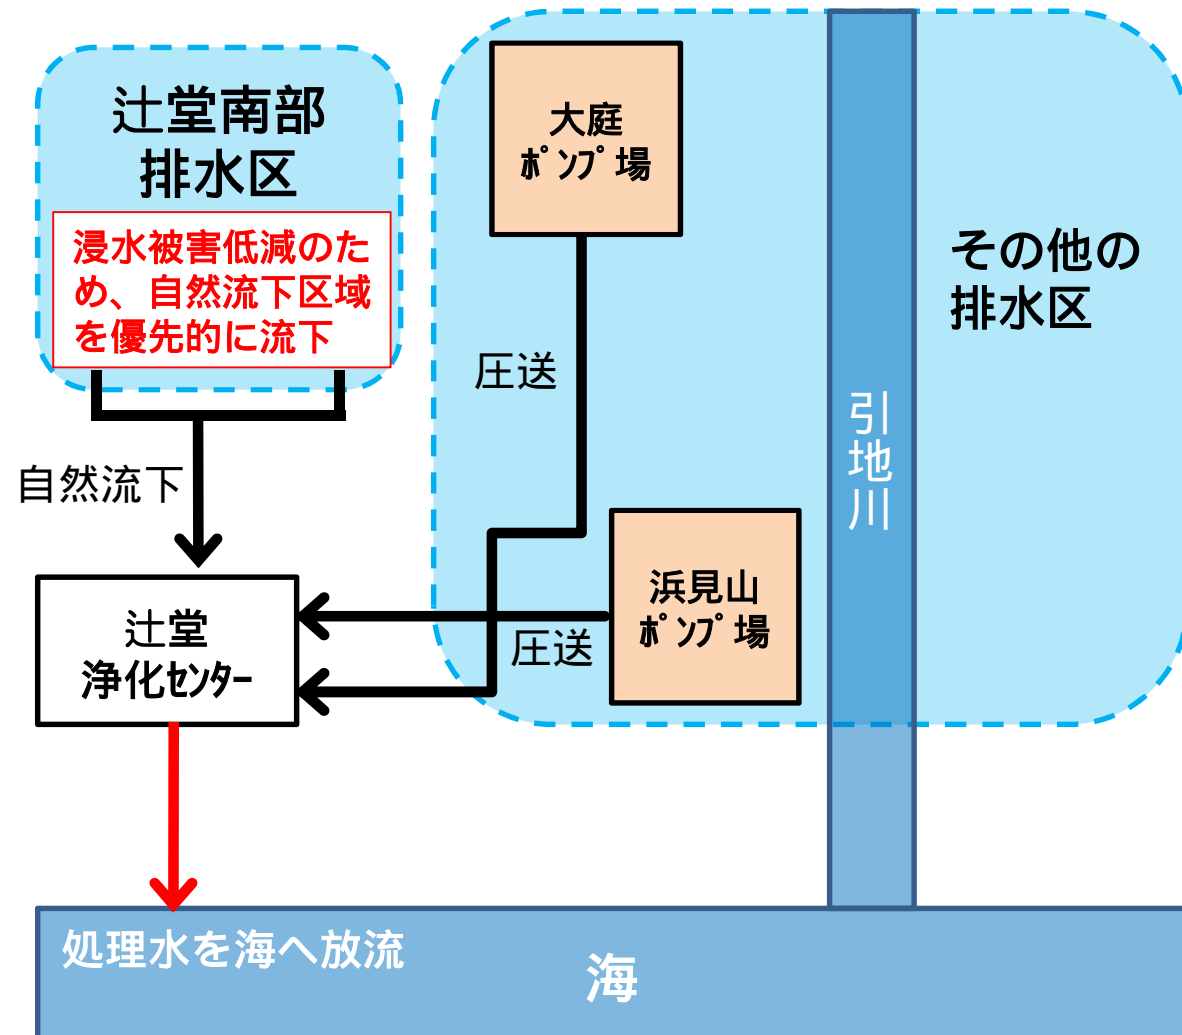 辻堂南部
排水区
浸水被害低減のた
め、自然流下区域
を優先的に流下
自然流下
辻堂
浄化ｾﾝﾀｰ
大庭
ﾎﾟﾝﾌﾟ場
圧送
浜見山
ﾎﾟﾝﾌﾟ場
圧送
引地川
その他の
排水区
処理水を海へ放流
海